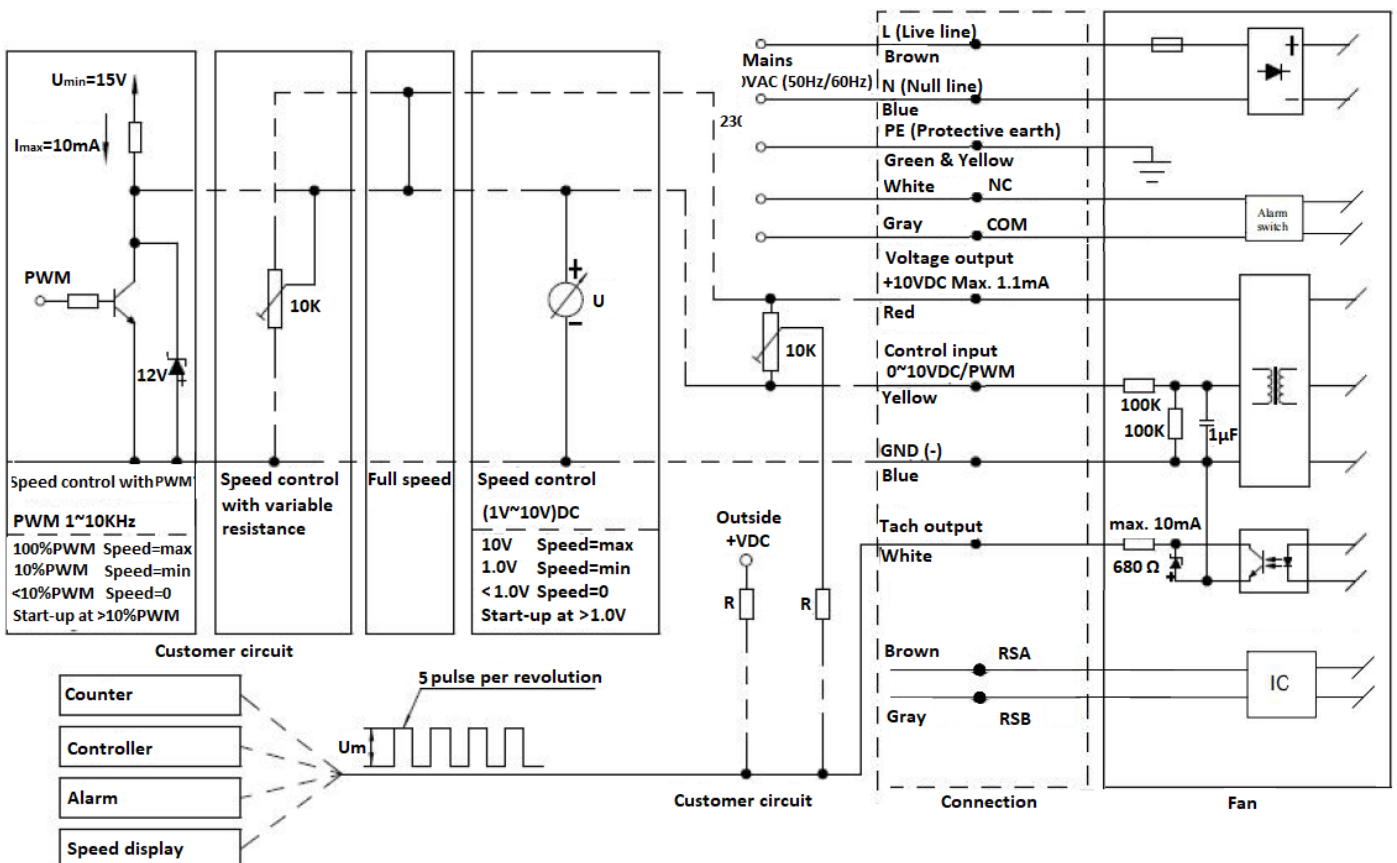 Umin=15V
Imax=10mA
PWM
12V
Speed control with PWM
PWM 1~10KHz
100%PWM Speed=max
10%PWM Speed=min
<10%PWM Speed=0
Start-up at >10%PWM
10K
Speed control
with variable
resistance
Full speed
U
+
−
Speed control
(1V~10V)DC
10V Speed=max
1.0V Speed=min
<1.0V Speed=0
Start-up at >1.0V
Customer circuit
Mains
0VAC (50Hz/60Hz)
230
10K
Outside
+VDC
R
R
L (Live line)
Brown
N (Null line)
Blue
PE (Protective earth)
Green & Yellow
White NC
Gray COM
Voltage output
+10VDC Max. 1.1mA
Red
Control input
0~10VDC/PWM
Yellow
GND (-)
Blue
Tach output
White
Brown RSA
Gray RSB
+
−
Alarm
switch
100K
100K
1μF
max. 10mA
680 Ω
+
IC
Counter
Controller
Alarm
Speed display
5 pulse per revolution
Um
Customer circuit
Connection
Fan